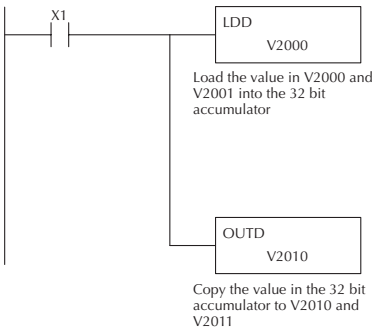 X1
LDD
V2000
Load the value in V2000 and
V2001 into the 32 bit
accumulator
OUTD
V2010
Copy the value in the 32 bit
accumulator to V2010 and
V2011